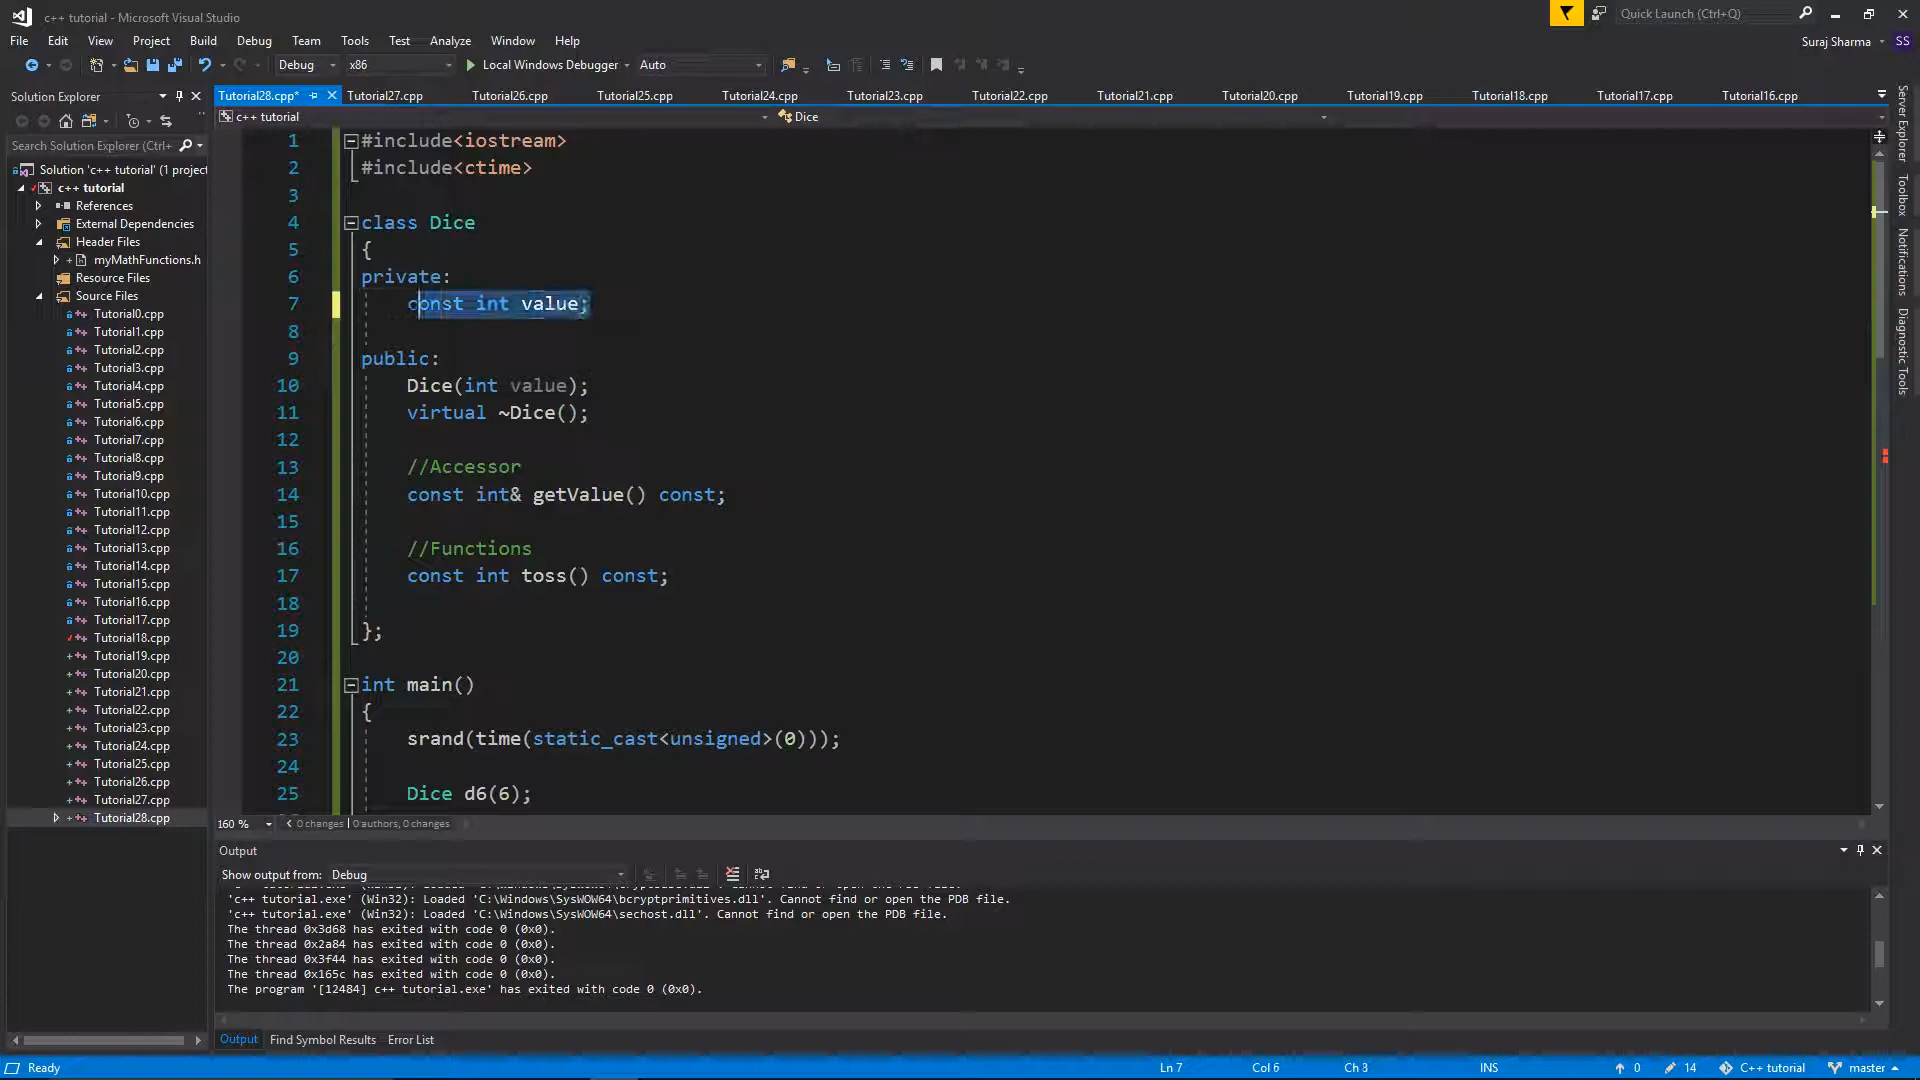 c++ tutorial - Microsoft Visual Studio
Quick Launch (Ctrl+Q)
File Edit View Project Build Debug Team Tools Test Analyze Window Help
Suraj Sharma SS
Debug x86 Local Windows Debugger Auto
Solution Explorer
Search Solution Explorer (Ctrl+
Solution 'c++ tutorial' (1 project
c++ tutorial
References
External Dependencies
Header Files
myMathFunctions.h
Resource Files
Source Files
Tutorial0.cpp
Tutorial1.cpp
Tutorial2.cpp
Tutorial3.cpp
Tutorial4.cpp
Tutorial5.cpp
Tutorial6.cpp
Tutorial7.cpp
Tutorial8.cpp
Tutorial9.cpp
Tutorial10.cpp
Tutorial11.cpp
Tutorial12.cpp
Tutorial13.cpp
Tutorial14.cpp
Tutorial15.cpp
Tutorial16.cpp
Tutorial17.cpp
Tutorial18.cpp
Tutorial19.cpp
Tutorial20.cpp
Tutorial21.cpp
Tutorial22.cpp
Tutorial23.cpp
Tutorial24.cpp
Tutorial25.cpp
Tutorial26.cpp
Tutorial27.cpp
Tutorial28.cpp
Tutorial28.cpp* Tutorial27.cpp Tutorial26.cpp Tutorial25.cpp Tutorial24.cpp Tutorial23.cpp Tutorial22.cpp Tutorial21.cpp Tutorial20.cpp Tutorial19.cpp Tutorial18.cpp Tutorial17.cpp Tutorial16.cpp
c++ tutorial Dice
1 #include<iostream>
2 #include<ctime>
3
4 class Dice
5 {
6 private:
7 const int value;
8
9 public:
10 Dice(int value);
11 virtual ~Dice();
12
13 //Accessor
14 const int& getValue() const;
15
16 //Functions
17 const int toss() const;
18
19 };
20
21 int main()
22 {
23 srand(time(static_cast<unsigned>(0)));
24
25 Dice d6(6);
160 % 0 changes | 0 authors, 0 changes
Output
Show output from: Debug
'c++ tutorial.exe' (Win32): Loaded 'C:\Windows\SysWOW64\bcryptprimitives.dll'. Cannot find or open the PDB file.
'c++ tutorial.exe' (Win32): Loaded 'C:\Windows\SysWOW64\sechost.dll'. Cannot find or open the PDB file.
The thread 0x3d68 has exited with code 0 (0x0).
The thread 0x2a84 has exited with code 0 (0x0).
The thread 0x3f44 has exited with code 0 (0x0).
The thread 0x165c has exited with code 0 (0x0).
The program '[12484] c++ tutorial.exe' has exited with code 0 (0x0).
Output Find Symbol Results Error List
Server Explorer
Toolbox
Notifications
Diagnostic Tools
Ready Ln 7 Col 6 Ch 3 INS 0 14 C++ tutorial master